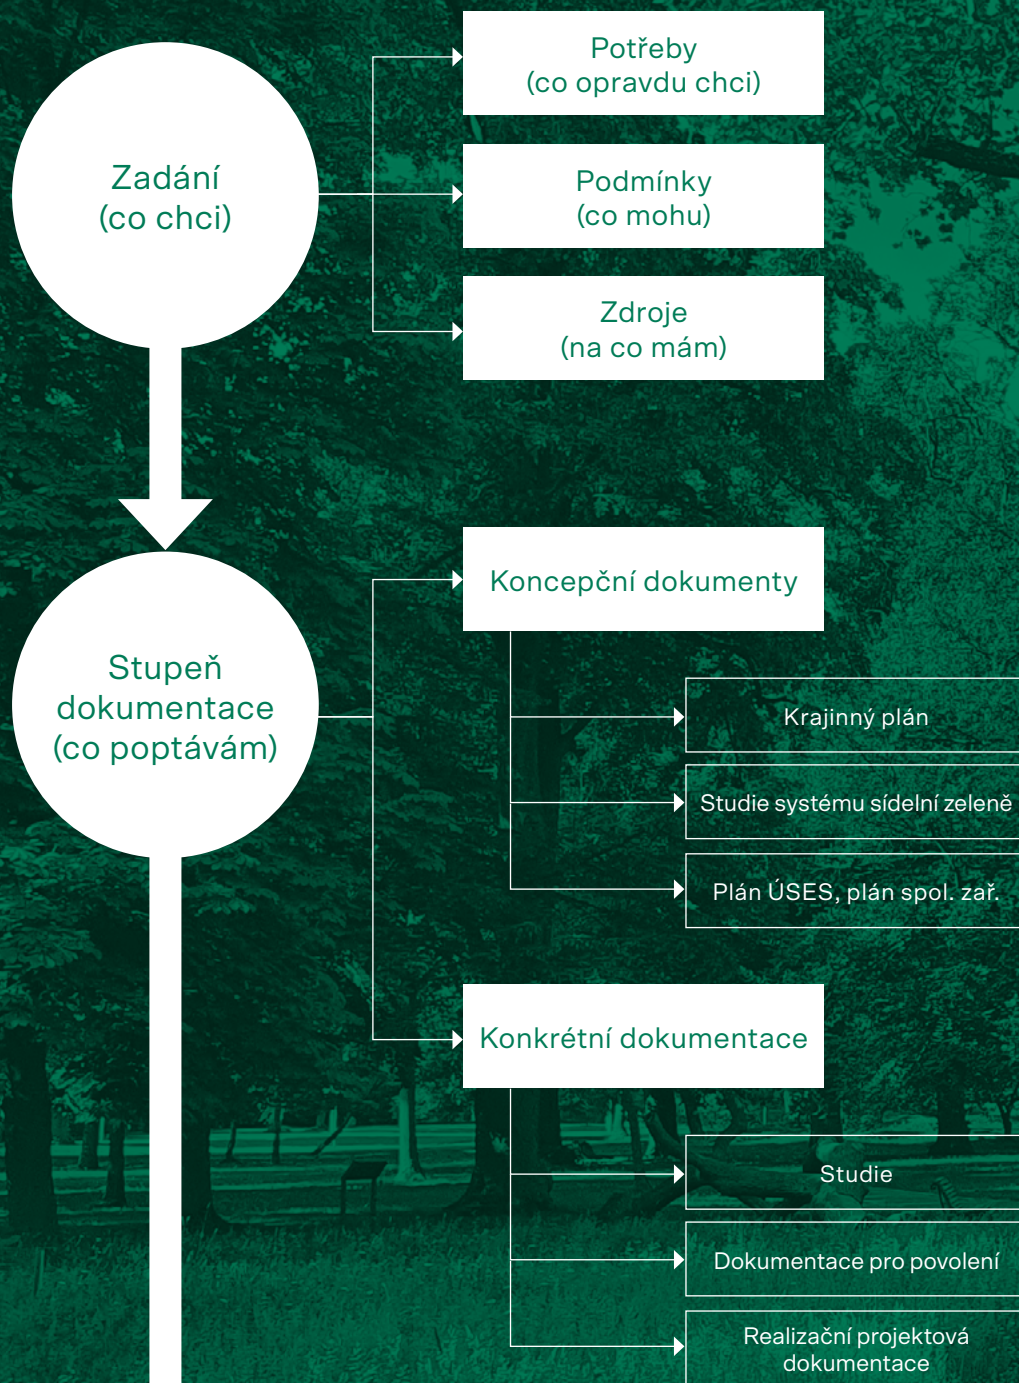 Zadání
(co chci)
Potřeby
(co opravdu chci)
Podmínky
(co mohu)
Zdroje
(na co mám)
Stupeň
dokumentace
(co poptávám)
Koncepční dokumenty
Krajinný plán
Studie systému sídelní zeleně
Plán ÚSES, plán spol. zař.
Konkrétní dokumentace
Studie
Dokumentace pro povolení
Realizační projektová
dokumentace